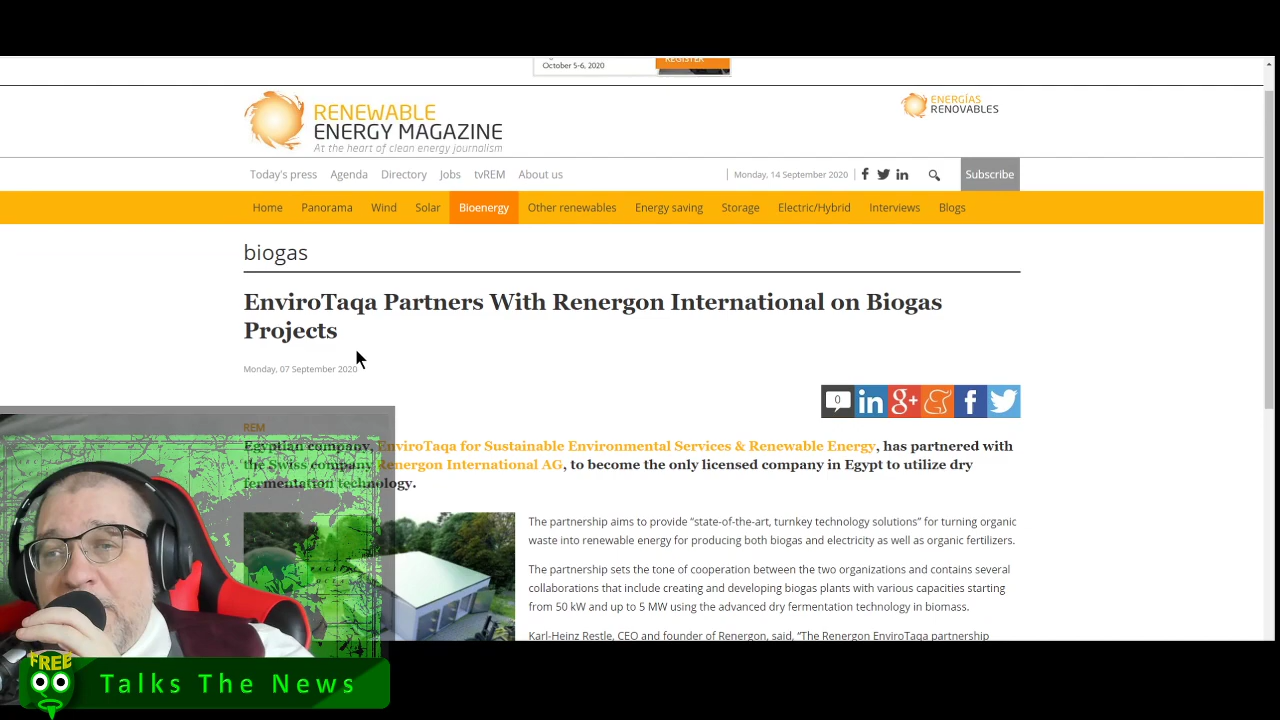 October 5-6, 2020
REGISTER
RENEWABLE
ENERGY MAGAZINE
At the heart of clean energy journalism
ENERGÍAS
RENOVABLES
Today's press Agenda Directory Jobs tvREM About us
Monday, 14 September 2020
Subscribe
Home Panorama Wind Solar Bioenergy Other renewables Energy saving Storage Electric/Hybrid Interviews Blogs
biogas
EnviroTaqa Partners With Renergon International on Biogas
Projects
Monday, 07 September 2020
0
REM
Egyptian company, EnviroTaqa for Sustainable Environmental Services & Renewable Energy, has partnered with
the Swiss company Renergon International AG, to become the only licensed company in Egypt to utilize dry
fermentation technology.
The partnership aims to provide “state-of-the-art, turnkey technology solutions” for turning organic
waste into renewable energy for producing both biogas and electricity as well as organic fertilizers.
The partnership sets the tone of cooperation between the two organizations and contains several
collaborations that include creating and developing biogas plants with various capacities starting
from 50 kW and up to 5 MW using the advanced dry fermentation technology in biomass.
Karl-Heinz Restle, CEO and founder of Renergon, said, “The Renergon EnviroTaqa partnership
FREE
Talks The News